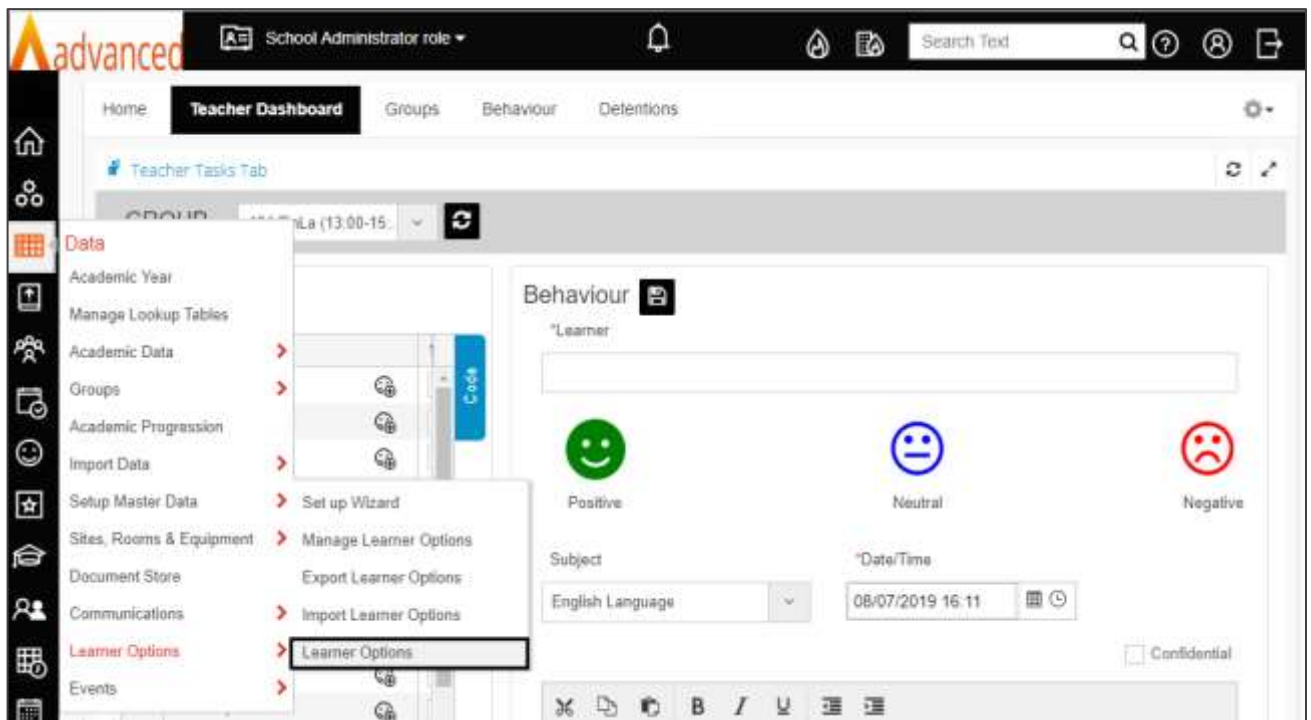 advanced
School Administrator role
Search Text
Home
Teacher Dashboard
Groups
Behaviour
Detentions
Teacher Tasks Tab
(13:00-15:
Data
Academic Year
Manage Lookup Tables
Academic Data
Groups
Academic Progression
Import Data
Setup Master Data
Sites, Rooms & Equipment
Document Store
Communications
Learner Options
Events
Set up Wizard
Manage Learner Options
Export Learner Options
Import Learner Options
Learner Options
Code
Behaviour
*Learner
Positive
Neutral
Negative
Subject
*Date/Time
English Language
08/07/2019 16:11
Confidential
B I U